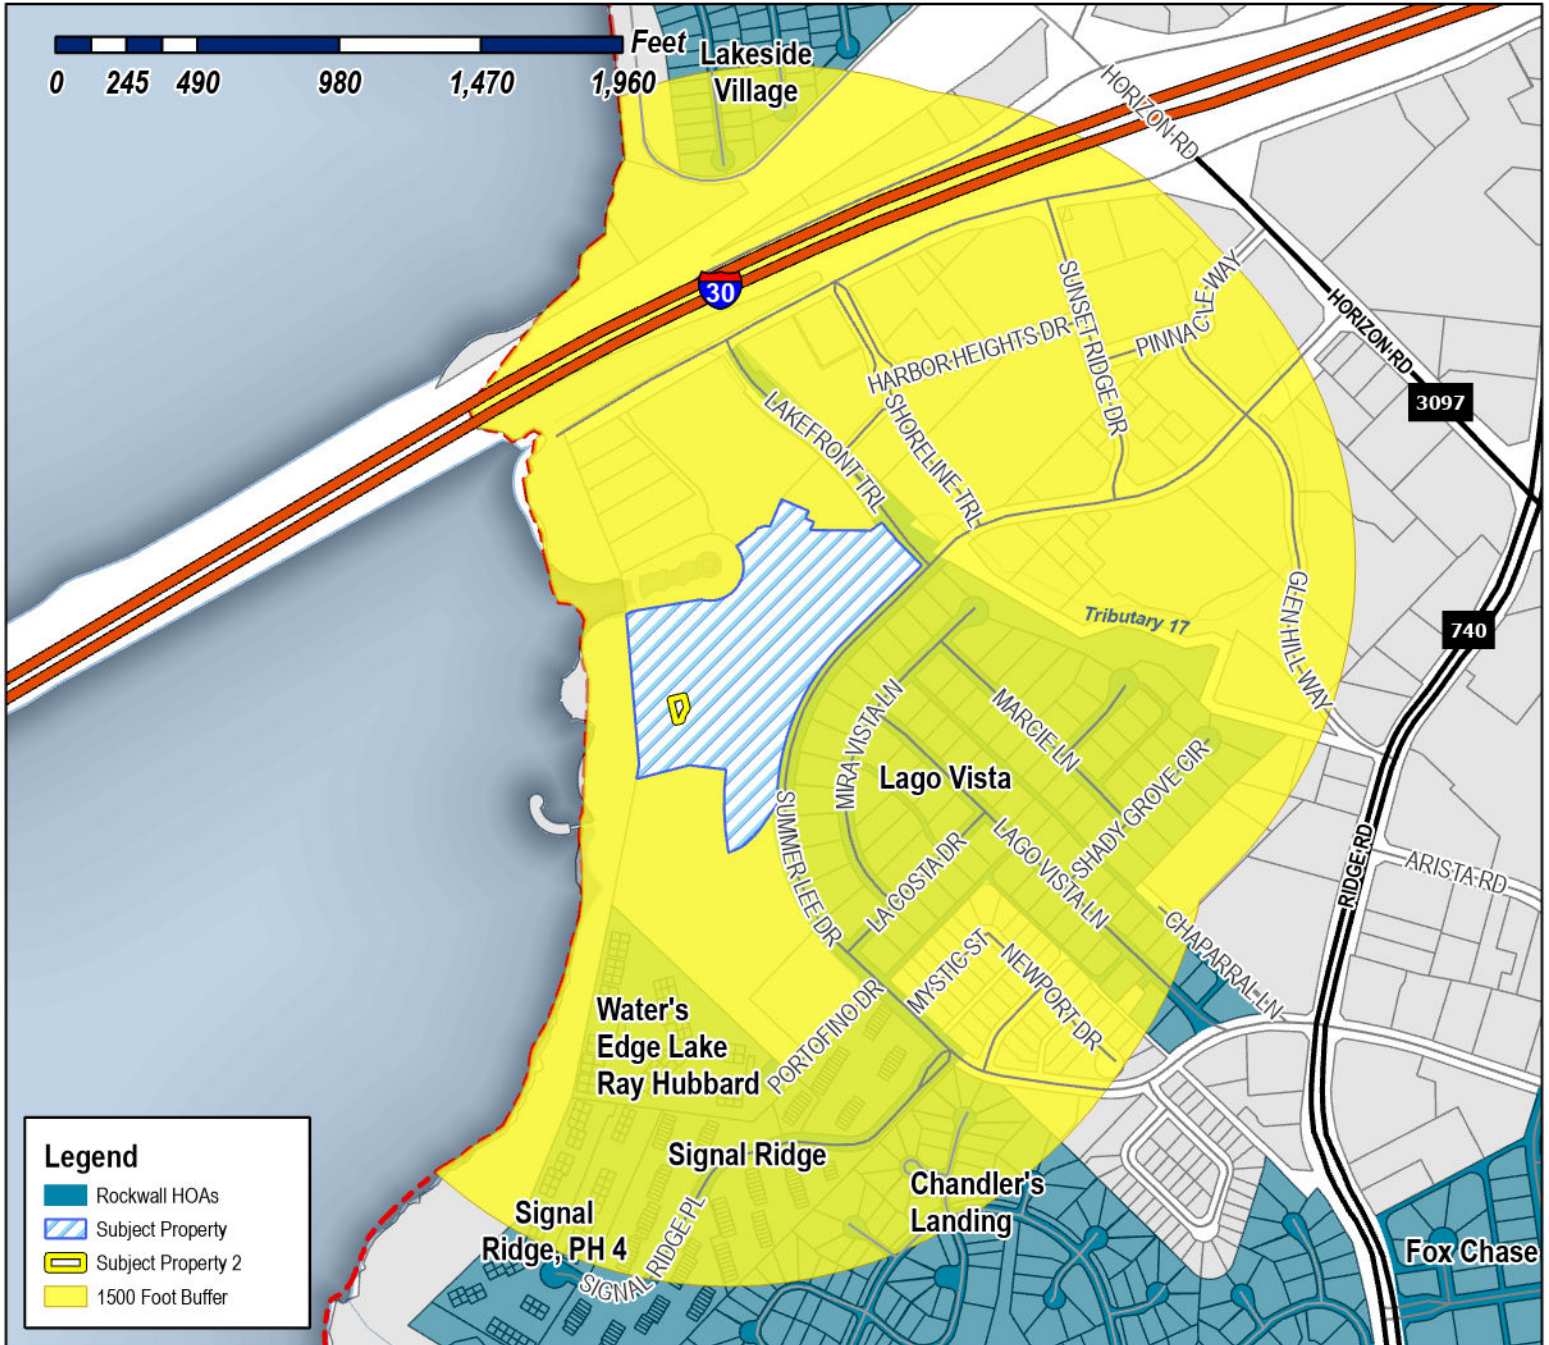 Feet
0 245 490 980 1,470 1,960
Lakeside
Village
HORIZON RD
30
SUNSET RIDGE DR
PINNACLE WAY
HARBOR HEIGHTS DR
HORIZON RD
3097
LAKEFRONT TRL
SHORELINE TRL
GLEN HILL WAY
Tributary 17
740
MIRA VISTA LN
MARCIE LN
Lago Vista
SHADY GROVE CIR
SUMMER LEE DR
LA COSTA DR
LAGO VISTA LN
RIDGE RD
ARISTA RD
CHAPARRAL LN
MYSTIC ST
NEWPORT DR
PORTOFINO DR
Water's
Edge Lake
Ray Hubbard
Signal Ridge
Chandler's
Landing
Signal
Ridge, PH 4
SIGNAL RIDGE PL
Fox Chase
Legend
Rockwall HOAs
Subject Property
Subject Property 2
1500 Foot Buffer